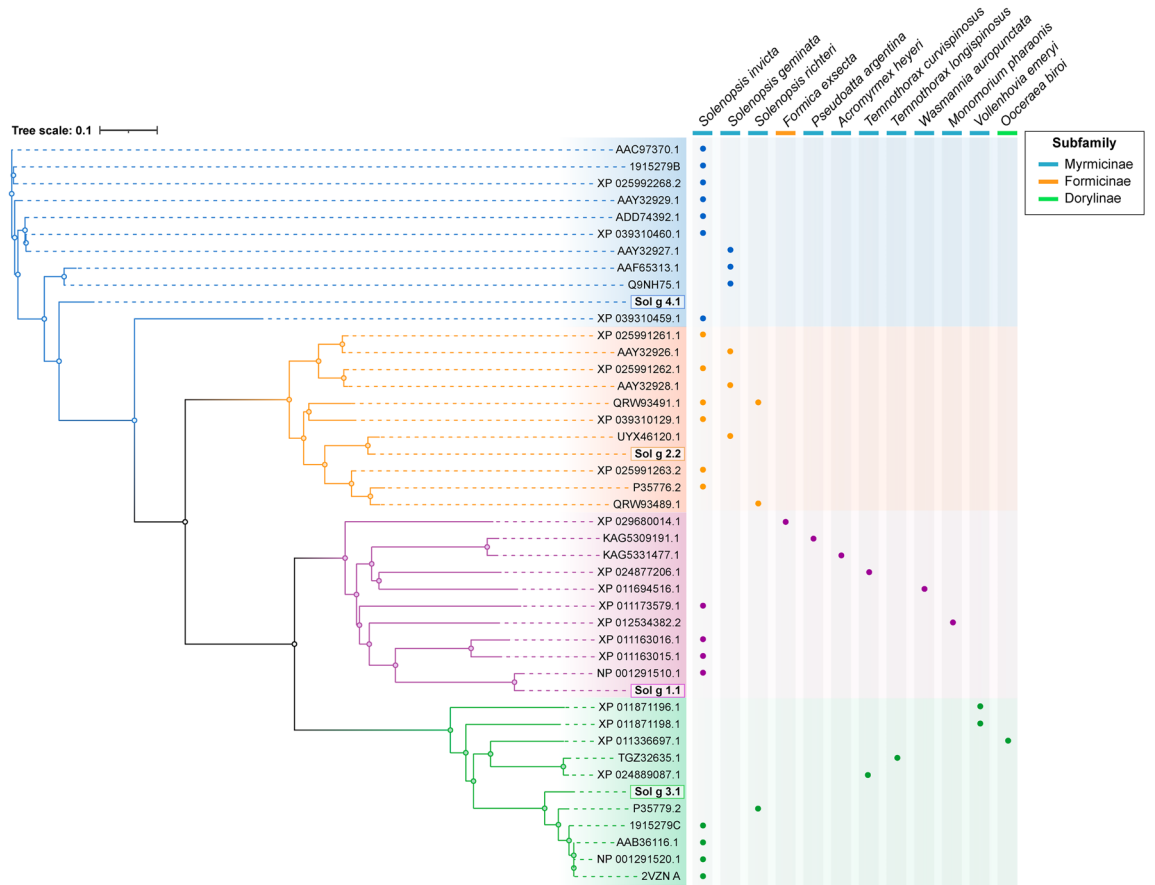 Solenopsis invicta
Solenopsis geminata
Solenopsis richteri
Formica exsecta
Pseudoatta argentina
Acromyrmex heyeri
Temnothorax curvispinosus
Temnothorax longispinosus
Wasmannia auropunctata
Monomorium pharaonis
Vollenhovia emeryi
Ooceraea biroi
Tree scale: 0.1
Subfamily
Myrmicinae
Formicinae
Dorylinae
AAC97370.1
1915279B
XP 025992268.2
AAY32929.1
ADD74392.1
XP 039310460.1
AAY32927.1
AAF65313.1
Q9NH75.1
Sol g 4.1
XP 039310459.1
XP 025991261.1
AAY32926.1
XP 025991262.1
AAY32928.1
QRW93491.1
XP 039310129.1
UYX46120.1
Sol g 2.2
XP 025991263.2
P35776.2
QRW93489.1
XP 029680014.1
KAG5309191.1
KAG5331477.1
XP 024877206.1
XP 011694516.1
XP 011173579.1
XP 012534382.2
XP 011163016.1
XP 011163015.1
NP 001291510.1
Sol g 1.1
XP 011871196.1
XP 011871198.1
XP 011336697.1
TGZ32635.1
XP 024889087.1
Sol g 3.1
P35779.2
1915279C
AAB36116.1
NP 001291520.1
2VZN A